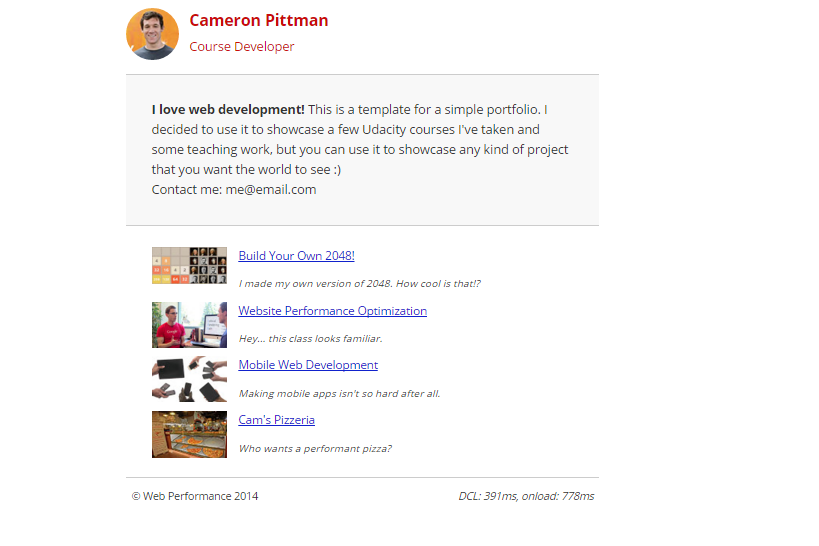 Cameron Pittman
Course Developer
I love web development! This is a template for a simple portfolio. I
decided to use it to showcase a few Udacity courses I've taken and
some teaching work, but you can use it to showcase any kind of project
that you want the world to see :)
Contact me: me@email.com
Build Your Own 2048!
I made my own version of 2048. How cool is that!?
Website Performance Optimization
Hey... this class looks familiar.
Mobile Web Development
Making mobile apps isn't so hard after all.
Cam's Pizzeria
Who wants a performant pizza?
© Web Performance 2014 DCL: 391ms, onload: 778ms